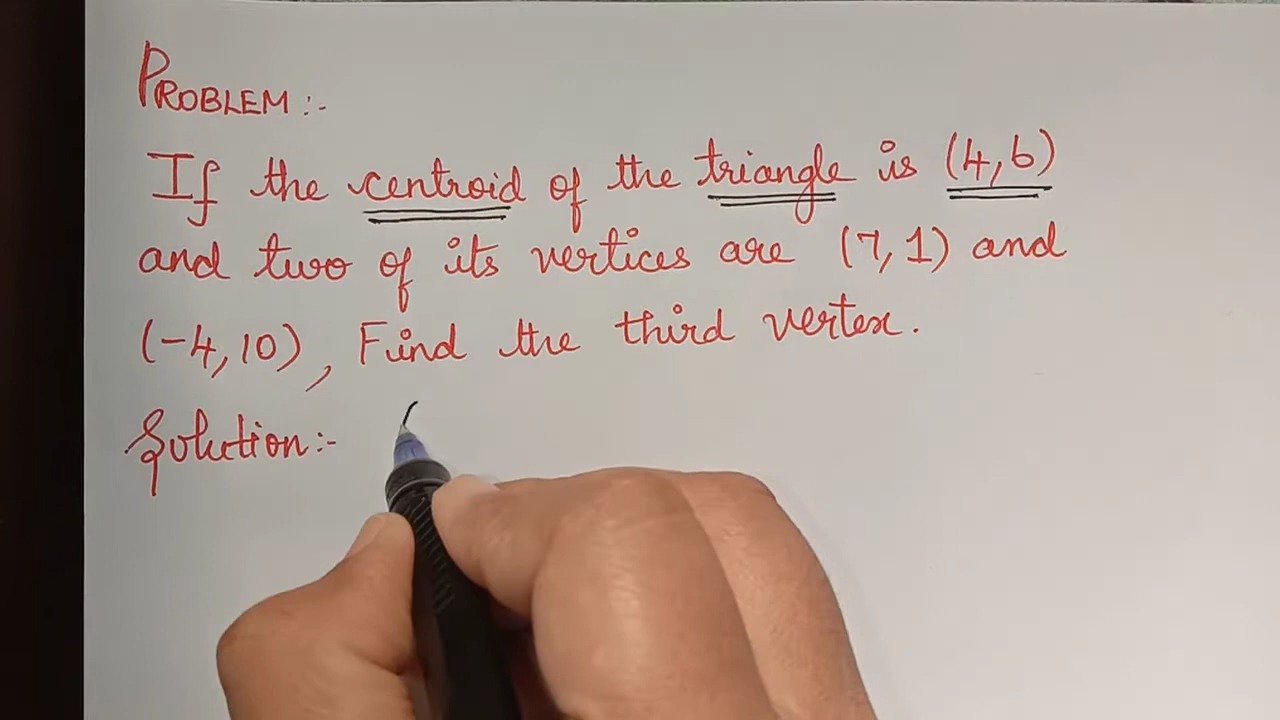 PROBLEM :-
If the centroid of the triangle is (4,6)
and two of its vertices are (7,1) and
(-4,10), Find the third vertex.
Solution:-